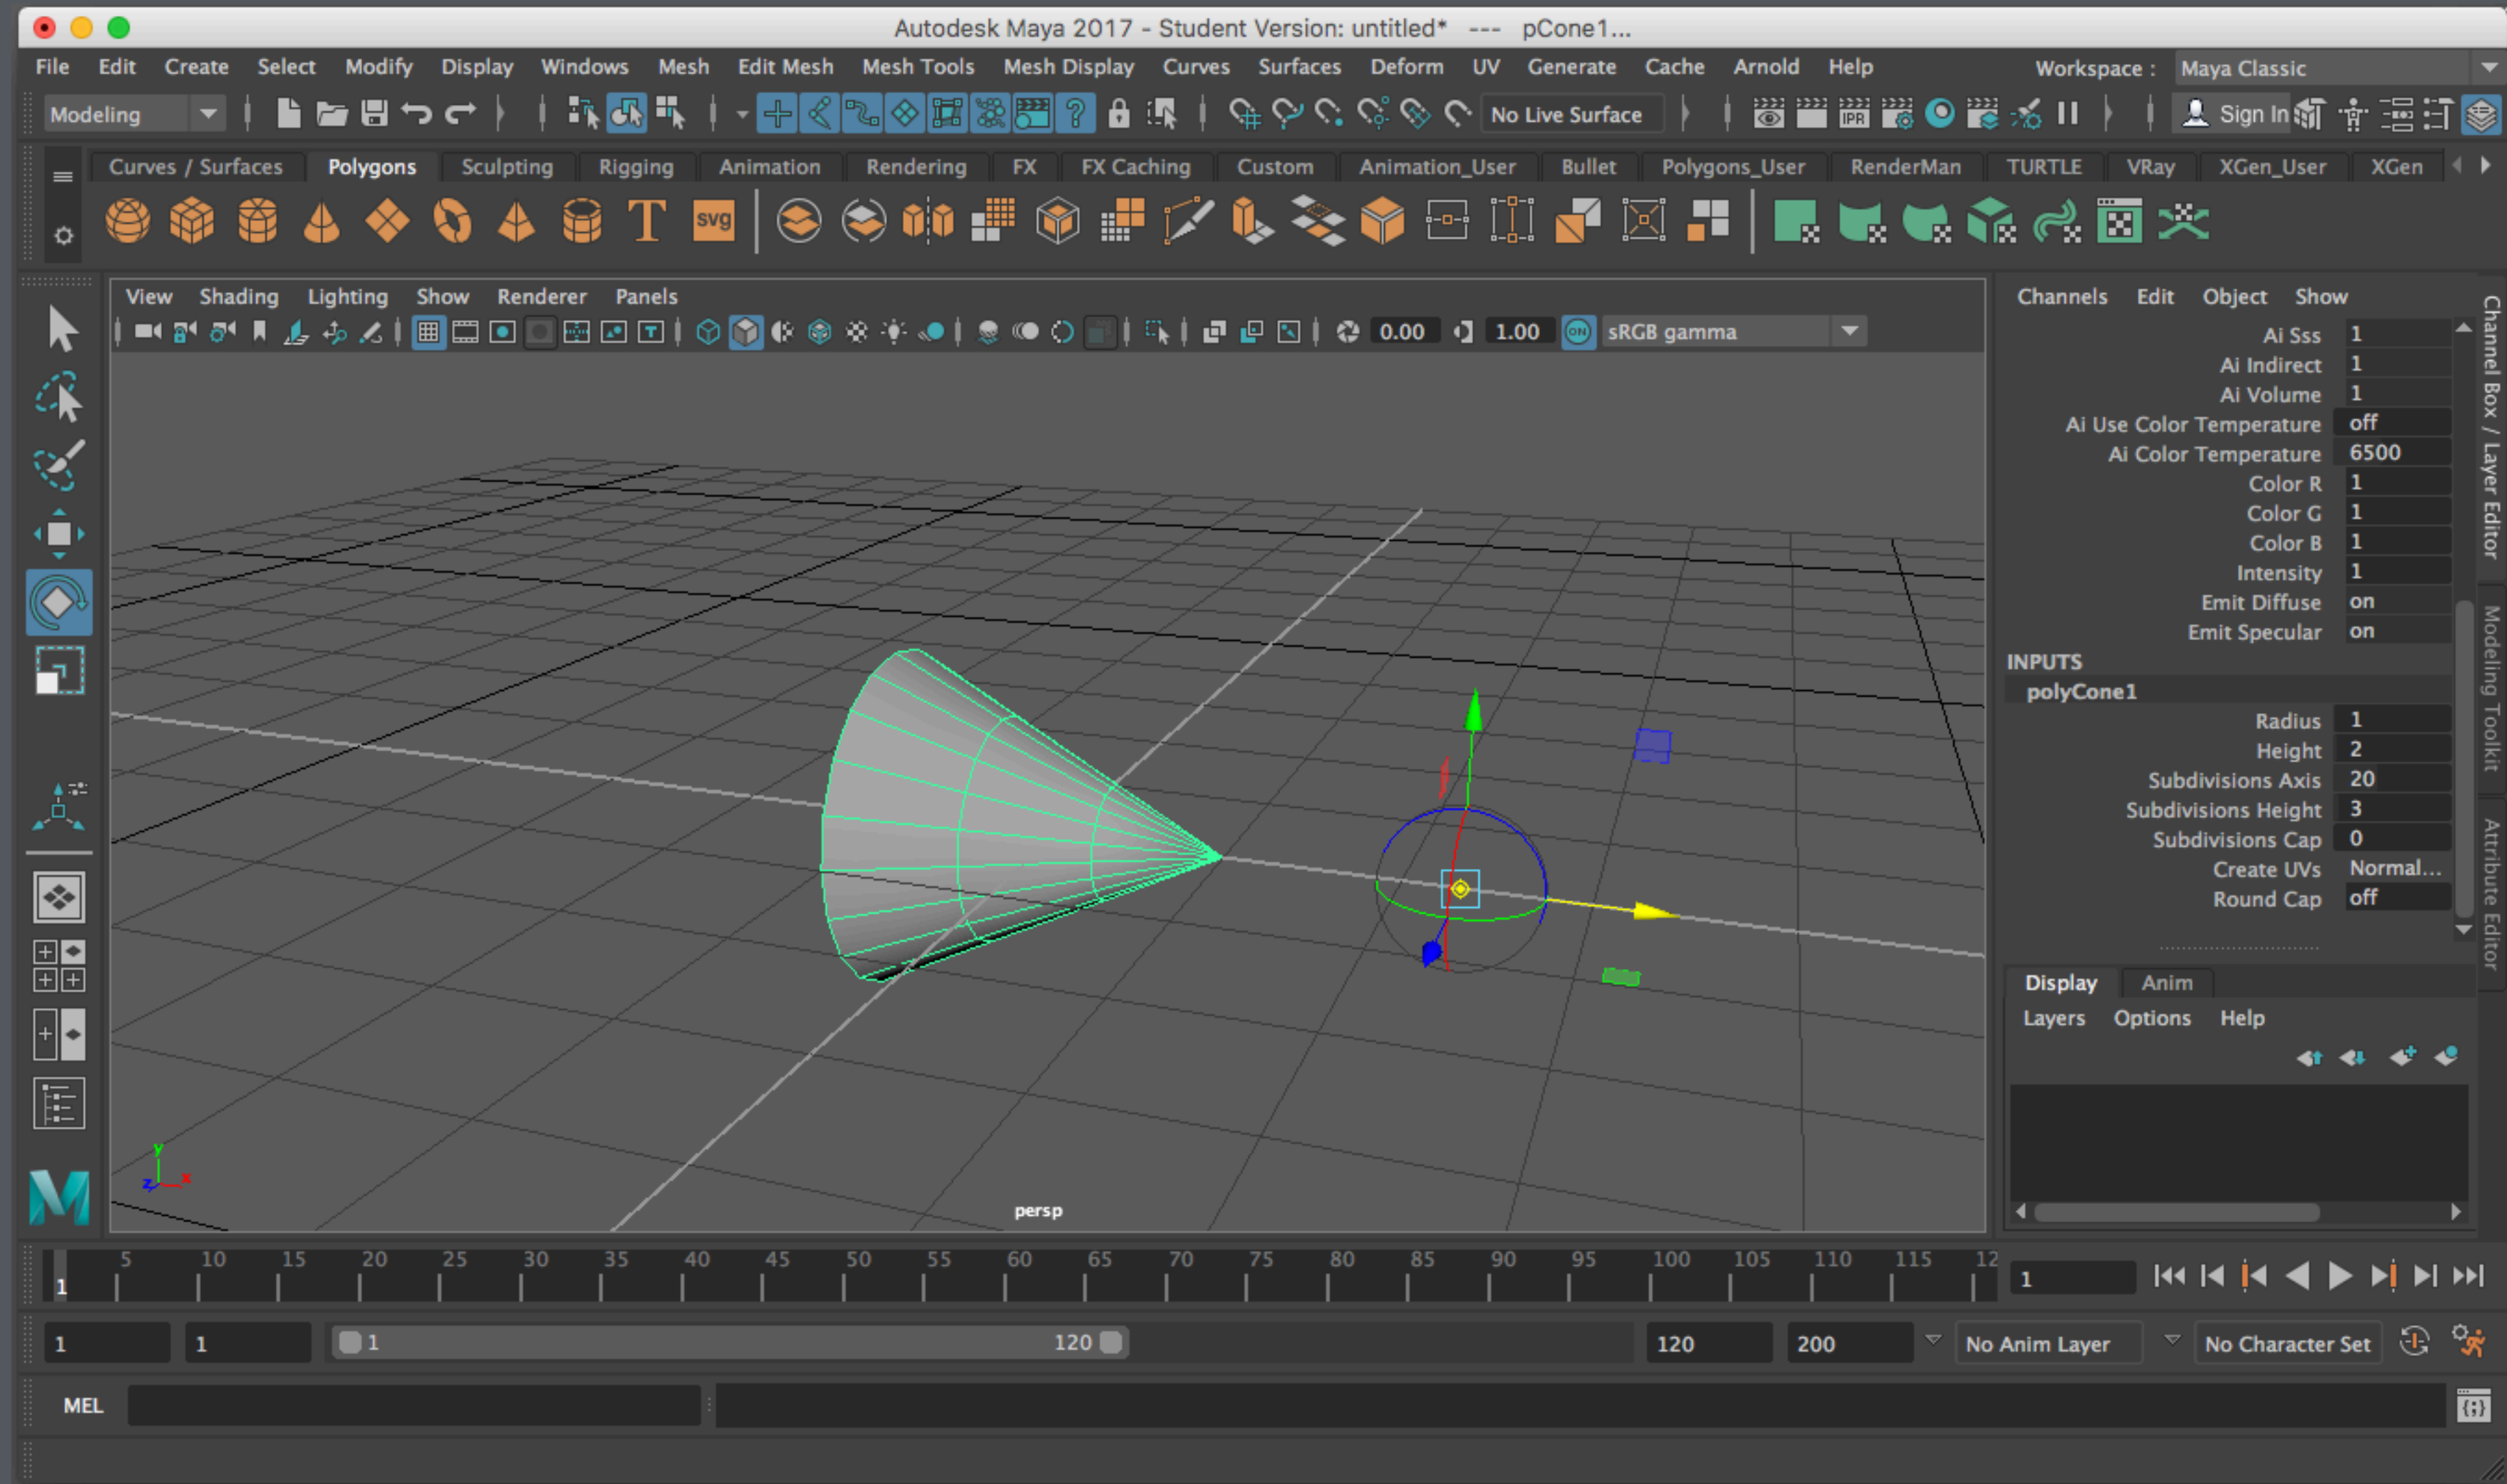 Autodesk Maya 2017 - Student Version: untitled* --- pCone1...
File Edit Create Select Modify Display Windows Mesh Edit Mesh Mesh Tools Mesh Display Curves Surfaces Deform UV Generate Cache Arnold Help Workspace : Maya Classic
Modeling ? No Live Surface IPR Sign In
Curves / Surfaces Polygons Sculpting Rigging Animation Rendering FX FX Caching Custom Animation_User Bullet Polygons_User RenderMan TURTLE VRay XGen_User XGen
T svg
View Shading Lighting Show Renderer Panels
T 0.00 1.00 ON sRGB gamma
Channels Edit Object Show
Ai Sss 1
Ai Indirect 1
Ai Volume 1
Ai Use Color Temperature off
Ai Color Temperature 6500
Color R 1
Color G 1
Color B 1
Intensity 1
Emit Diffuse on
Emit Specular on
INPUTS
polyCone1
Radius 1
Height 2
Subdivisions Axis 20
Subdivisions Height 3
Subdivisions Cap 0
Create UVs Normal...
Round Cap off
Channel Box / Layer Editor
Modeling Toolkit
Attribute Editor
Display Anim
Layers Options Help
y
z x
persp
M
5 10 15 20 25 30 35 40 45 50 55 60 65 70 75 80 85 90 95 100 105 110 115 12
1 1
1 1 1 120 120 200 No Anim Layer No Character Set
MEL {;}